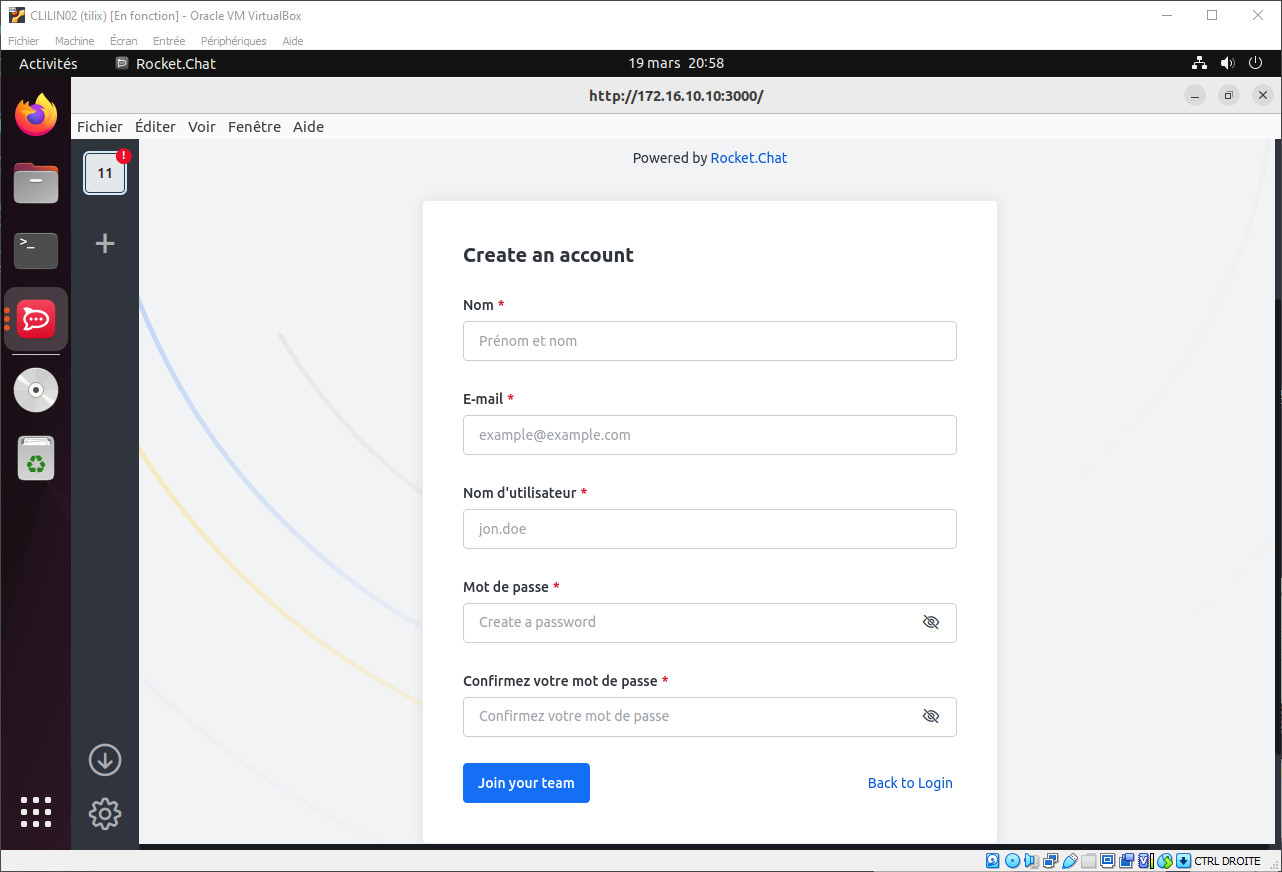 CLILIN02 (tilix) [En fonction] - Oracle VM VirtualBox
Fichier Machine Écran Entrée Périphériques Aide
Activités Rocket.Chat 19 mars 20:58
http://172.16.10.10:3000/
Fichier Éditer Voir Fenêtre Aide
11 !
Powered by Rocket.Chat
Create an account
Nom *
Prénom et nom
E-mail *
example@example.com
Nom d'utilisateur *
jon.doe
Mot de passe *
Create a password
Confirmez votre mot de passe *
Confirmez votre mot de passe
Join your team Back to Login
CTRL DROITE